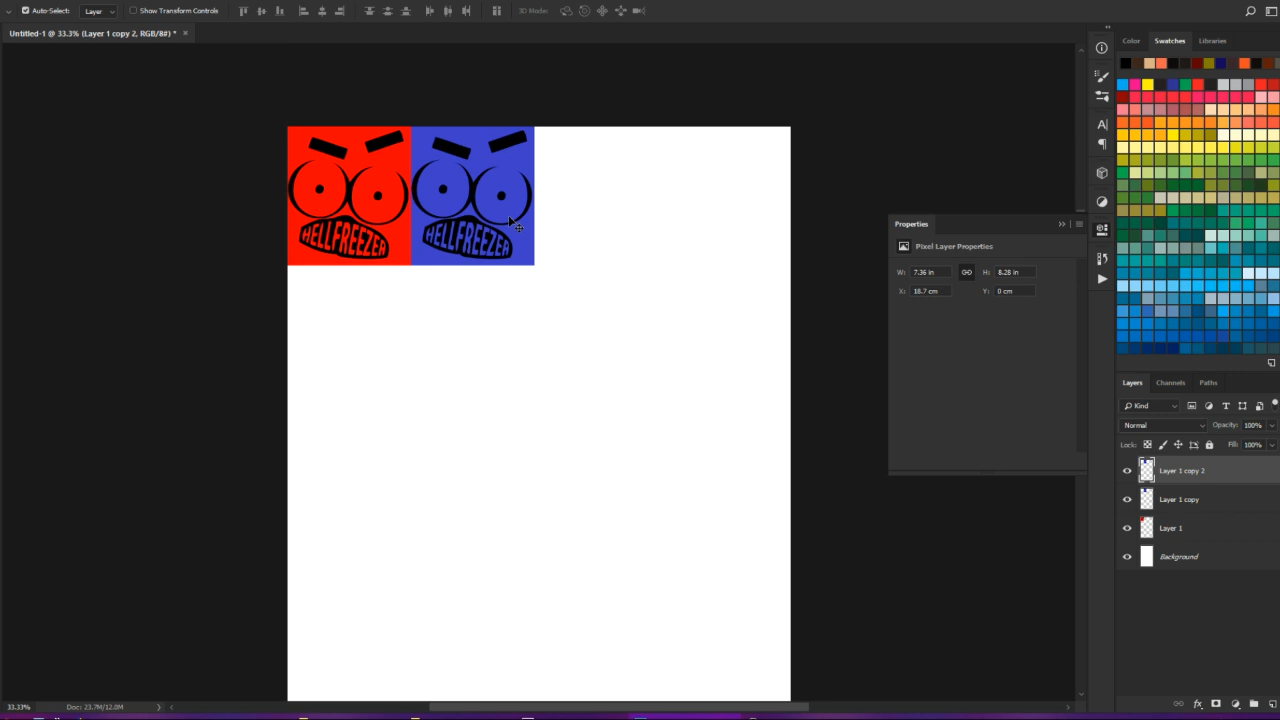 Auto-Select: Layer Show Transform Controls 3D Mode:
Untitled-1 @ 33.3% (Layer 1 copy 2, RGB/8#) * ×
Color Swatches Libraries
HELLFREEZER HELLFREEZER
Properties
Pixel Layer Properties
W: 7.36 in H: 8.28 in
X: 18.7 cm Y: 0 cm
Layers Channels Paths
Kind
Normal Opacity: 100%
Lock: Fill: 100%
Layer 1 copy 2
Layer 1 copy
Layer 1
Background
33.33% Doc: 23.7M/12.0M